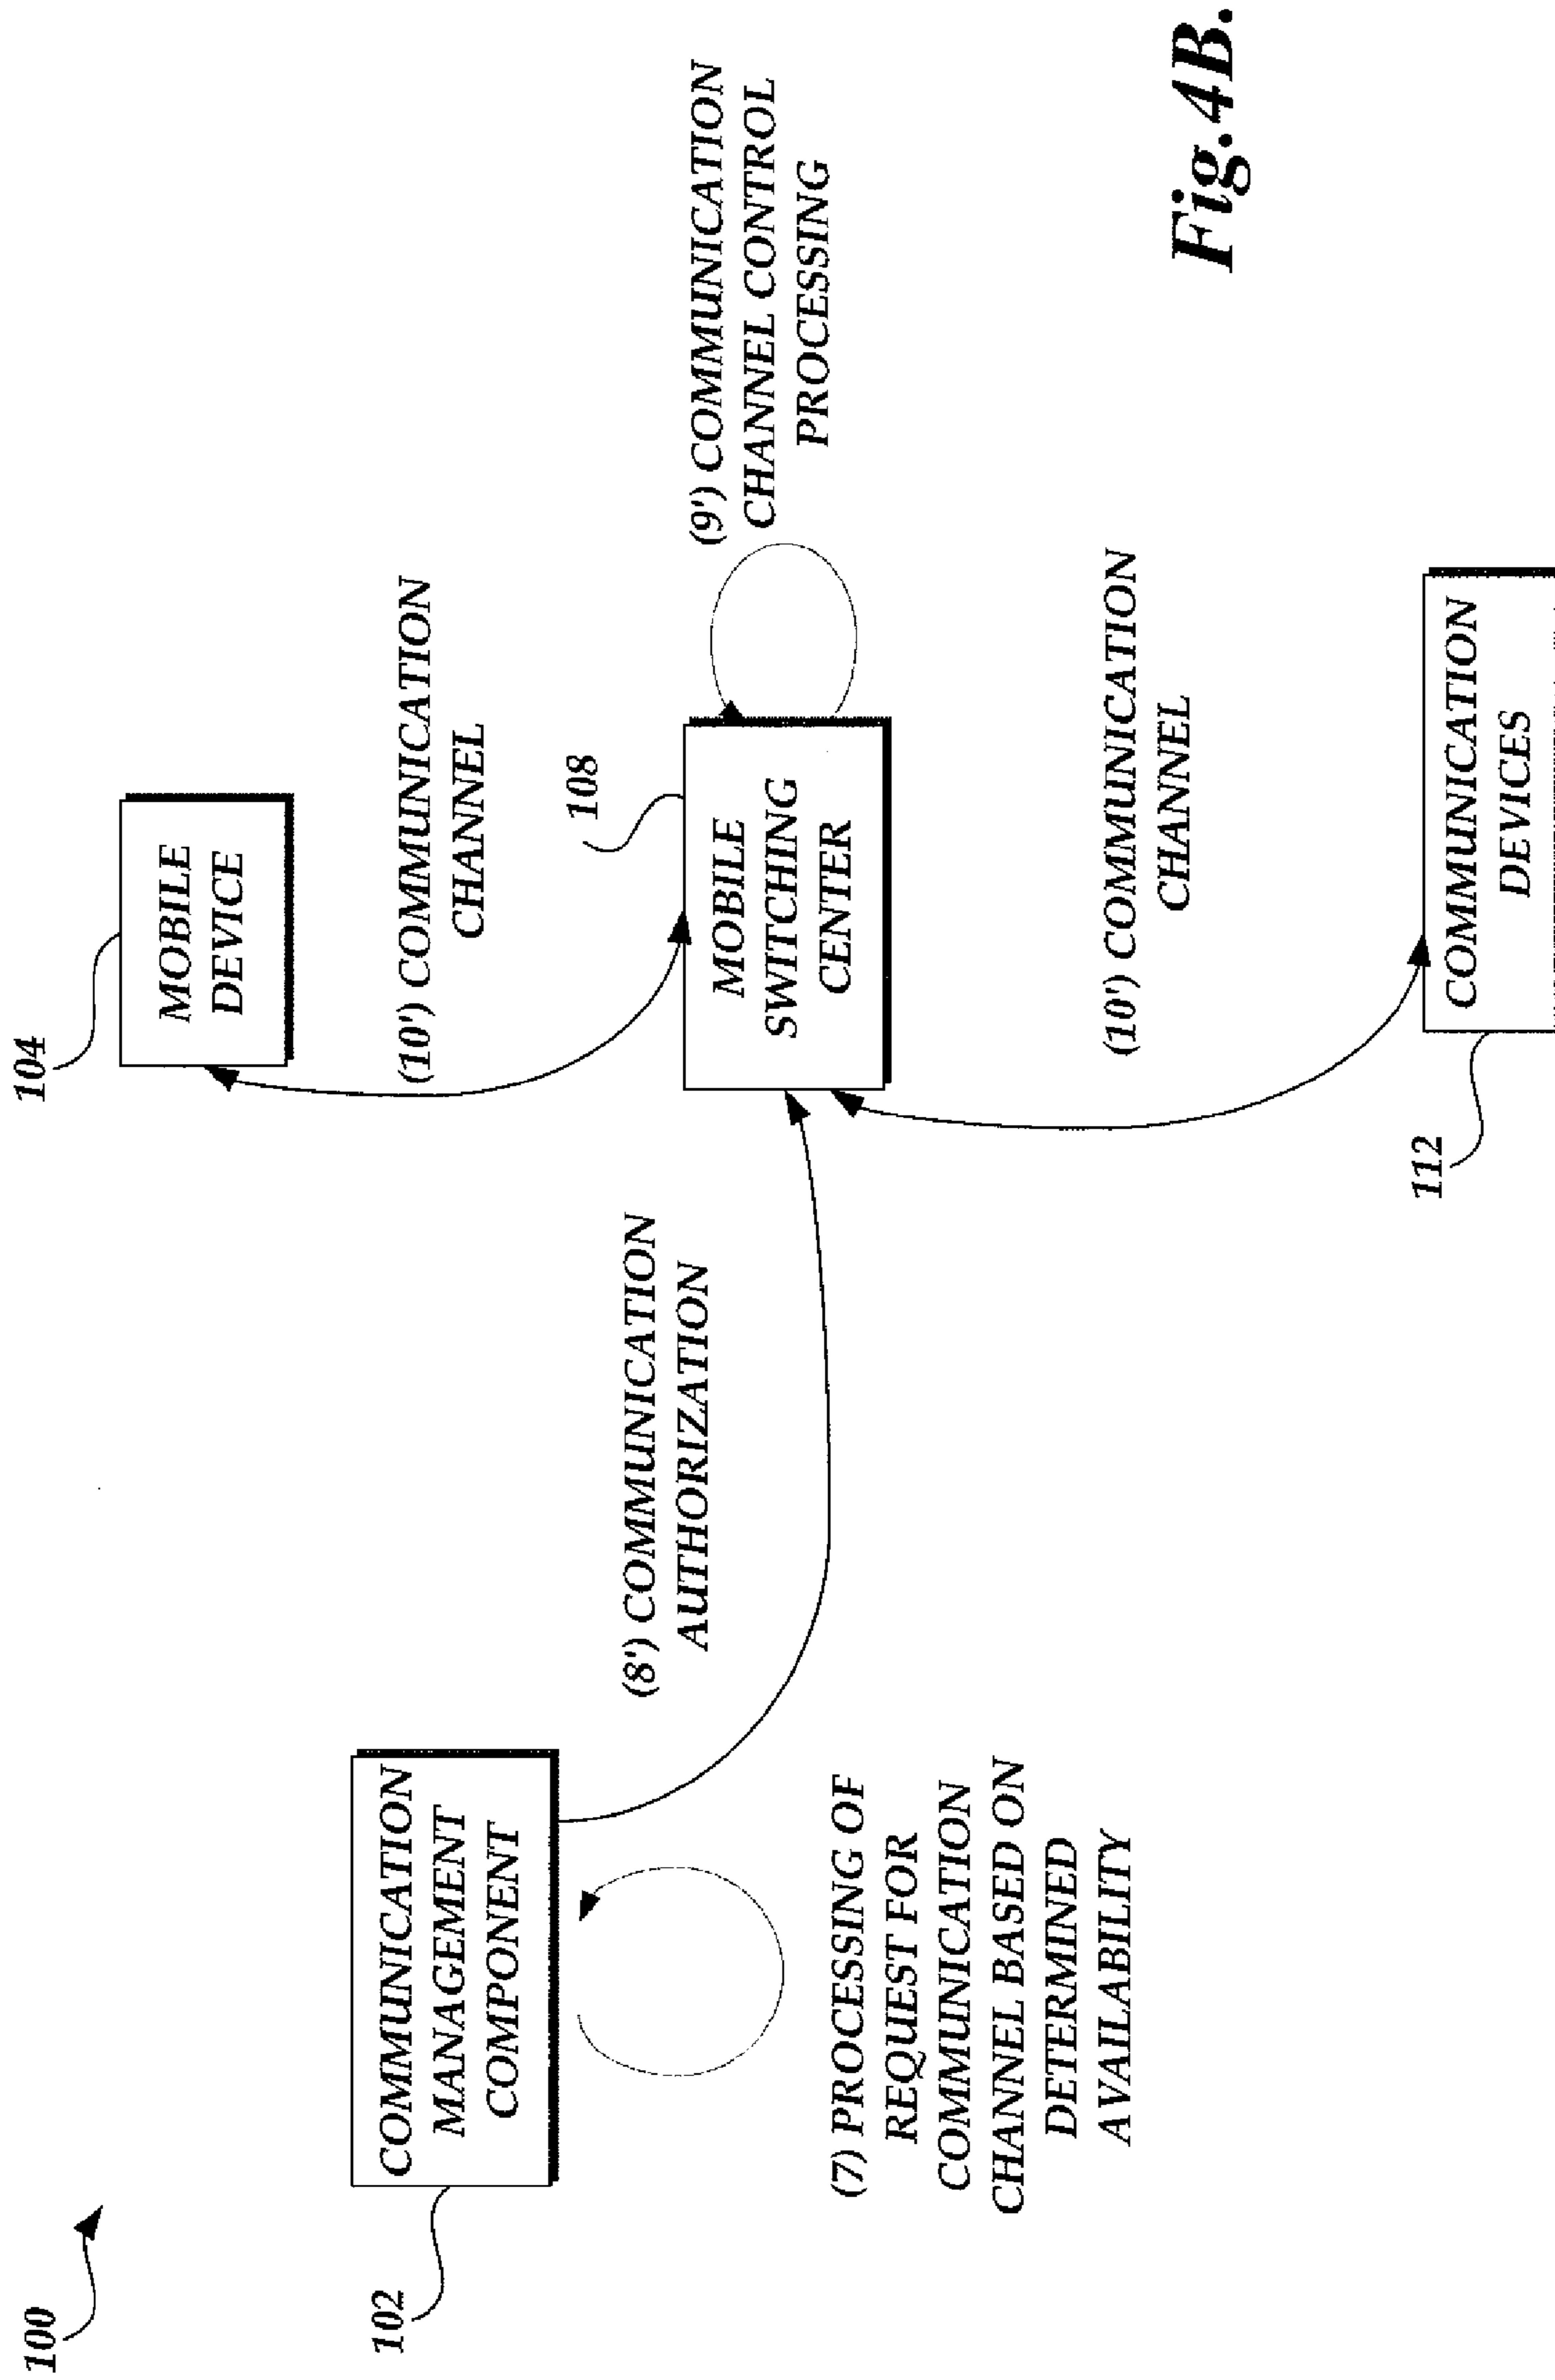 100
104
MOBILE
DEVICE
102
COMMUNICATION
MANAGEMENT
COMPONENT
(10') COMMUNICATION
CHANNEL
(8') COMMUNICATION
AUTHORIZATION
108
MOBILE
SWITCHING
CENTER
(9') COMMUNICATION
CHANNEL CONTROL
PROCESSING
(7) PROCESSING OF
REQUEST FOR
COMMUNICATION
CHANNEL BASED ON
DETERMINED
AVAILABILITY
(10') COMMUNICATION
CHANNEL
112
COMMUNICATION
DEVICES
Fig.4B.